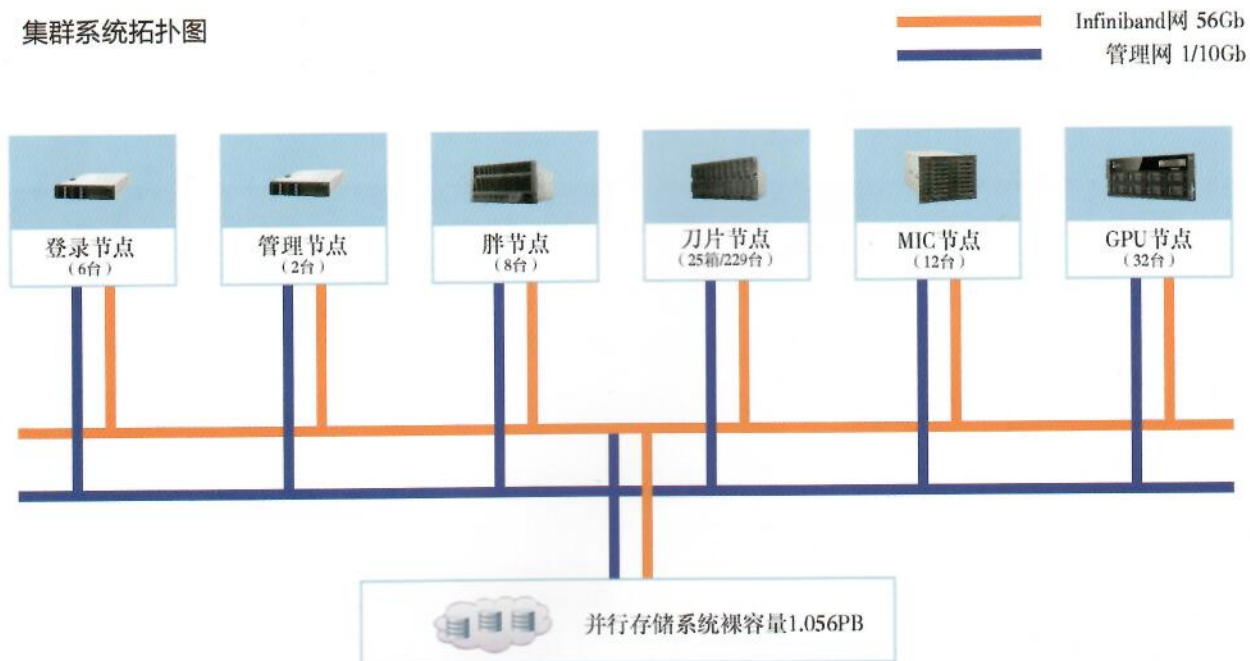 集群系统拓扑图
Infiniband网 56Gb
管理网 1/10Gb
登录节点
（6台）
管理节点
（2台）
胖节点
（8台）
刀片节点
（25箱/229台）
MIC节点
（12台）
GPU节点
（32台）
并行存储系统裸容量1.056PB